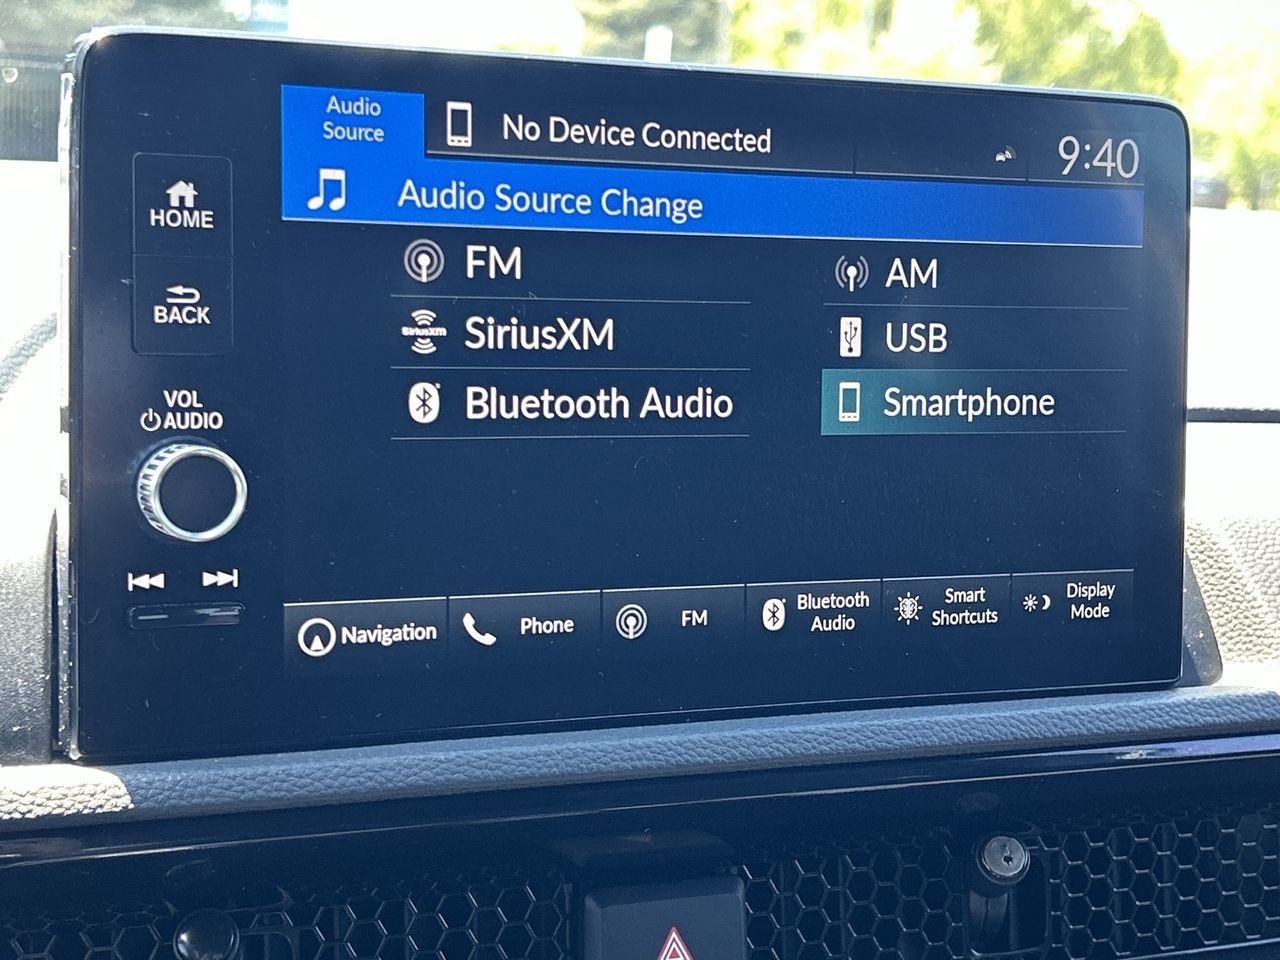 Audio
Source
No Device Connected
9:40
Audio Source Change
HOME
BACK
VOL
AUDIO
FM
AM
SiriusXM
SiriusXM
USB
Bluetooth Audio
Smartphone
Navigation
Phone
FM
Bluetooth
Audio
Smart
Shortcuts
Display
Mode